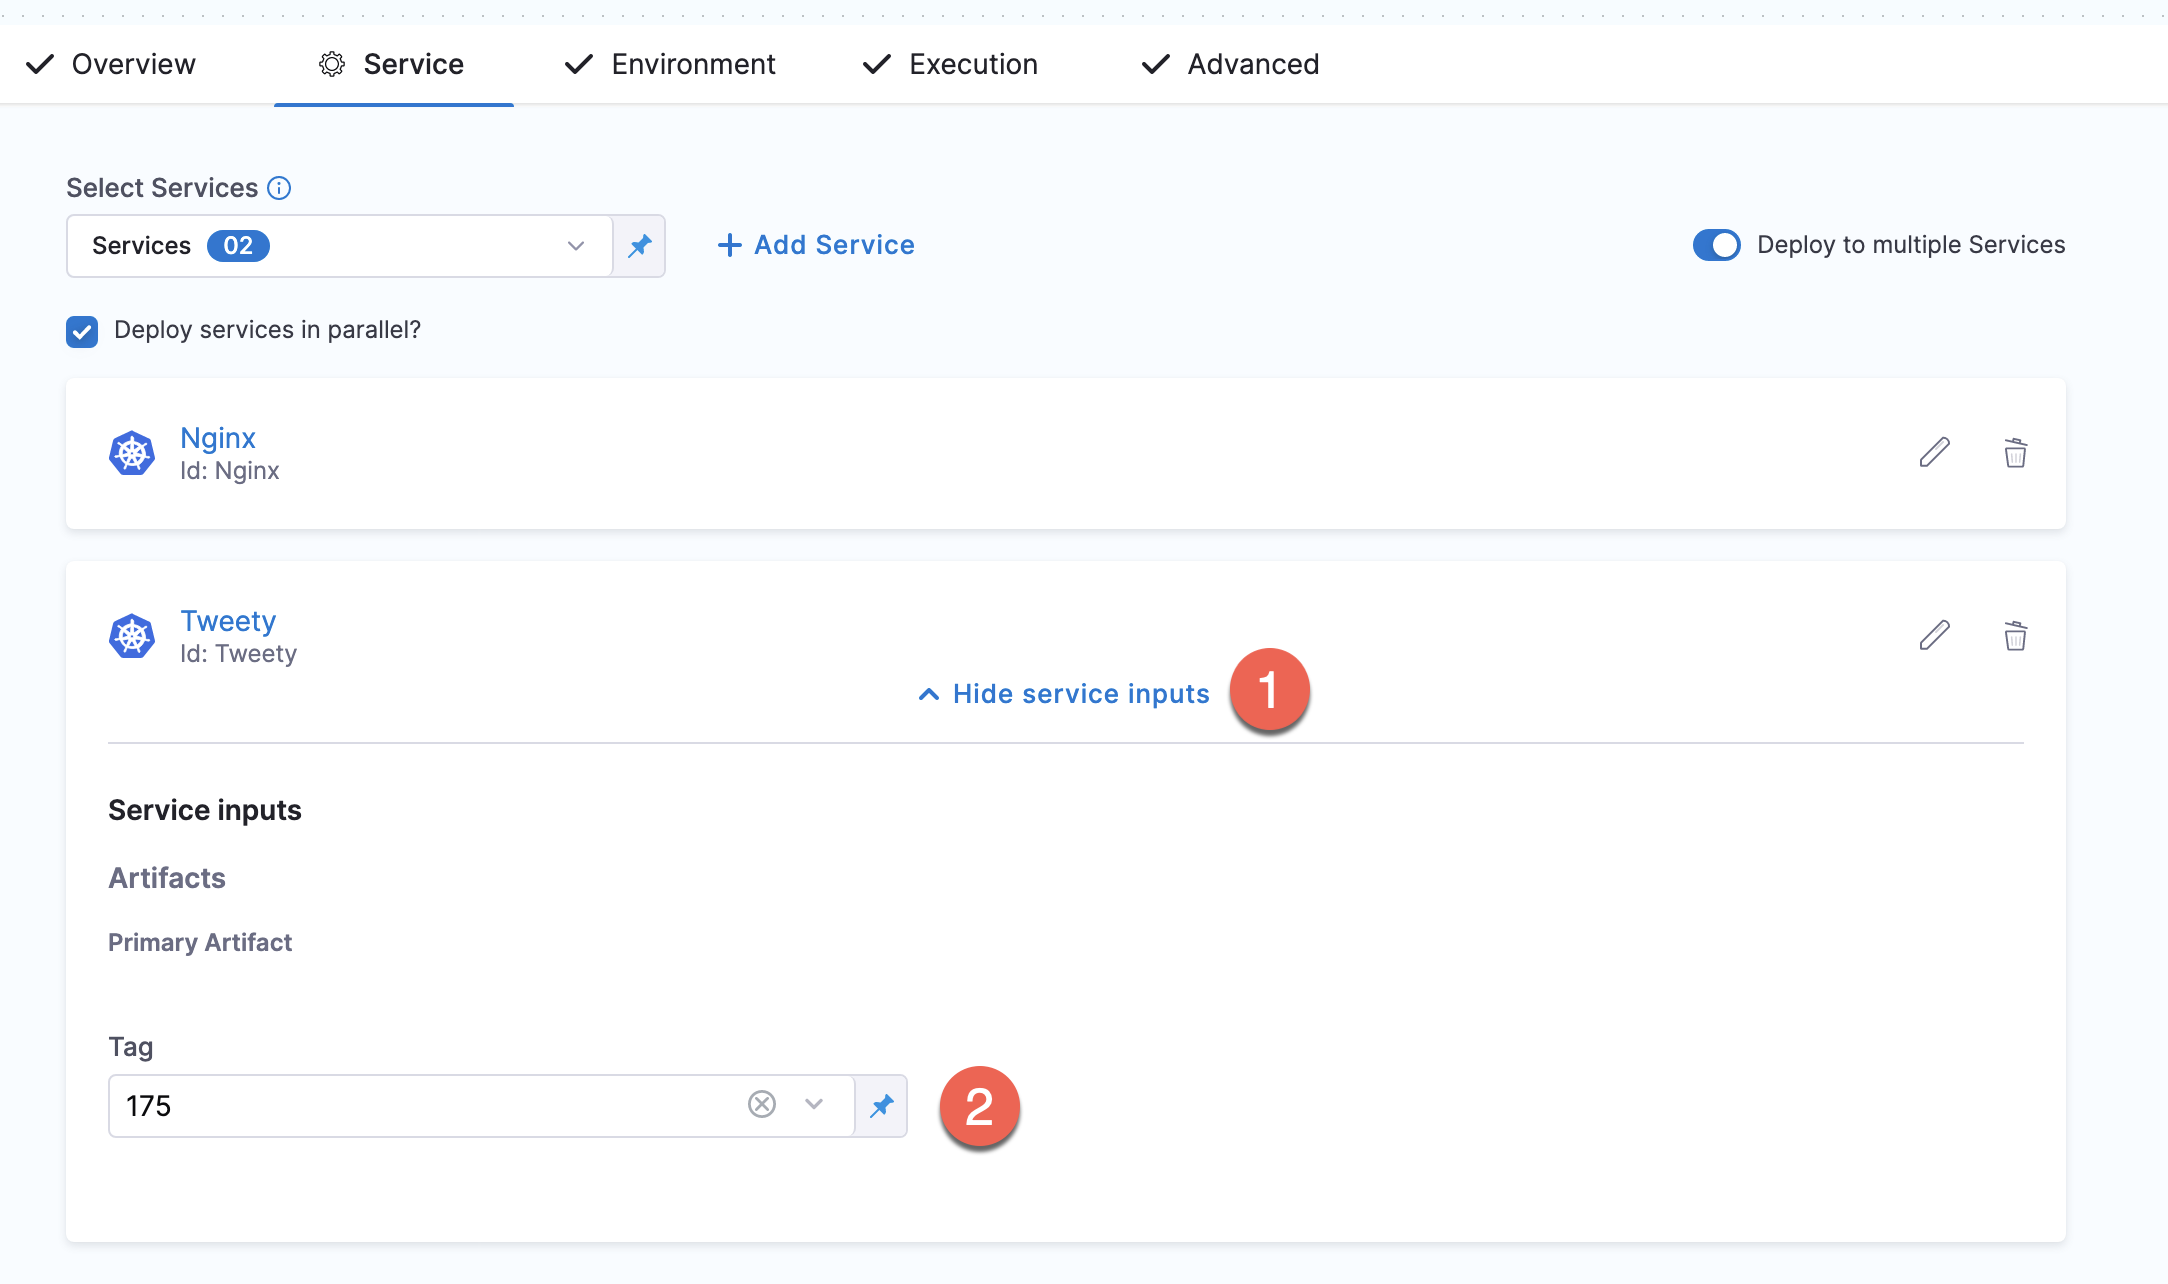 Overview Service Environment Execution Advanced
Select Services
Services 02 Add Service Deploy to multiple Services
Deploy services in parallel?
Nginx
Id: Nginx
Tweety
Id: Tweety
Hide service inputs 1
Service inputs
Artifacts
Primary Artifact
Tag
175 2